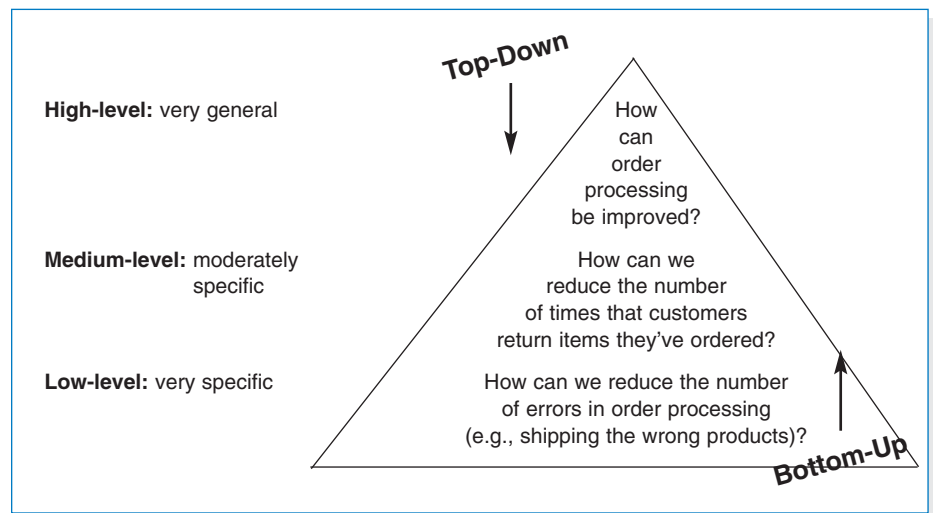 Top-Down
High-level: very general
How
can
order
processing
be improved?
Medium-level: moderately
specific
How can we
reduce the number
of times that customers
return items they’ve ordered?
Low-level: very specific
How can we reduce the number
of errors in order processing
(e.g., shipping the wrong products)?
Bottom-Up